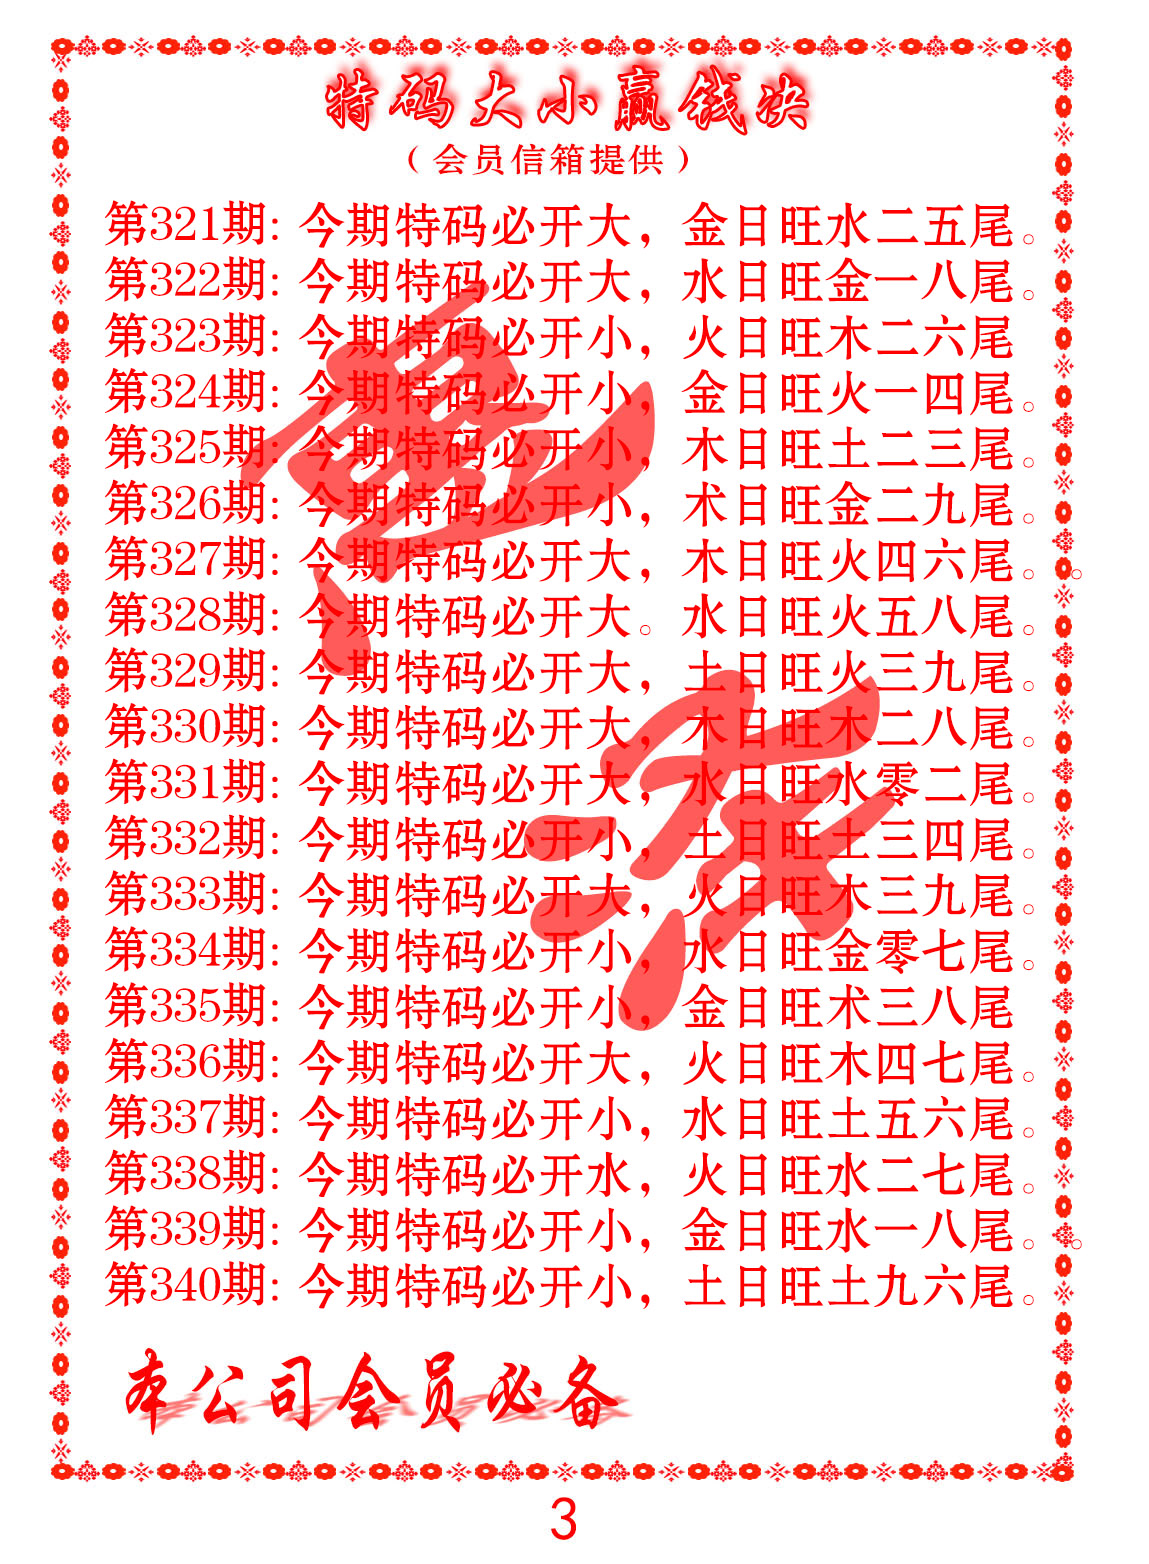 特码大小赢钱决
（会员信箱提供）
第321期：今期特码必开大，金日旺水二五尾。
第322期：今期特码必开大，水日旺金一八尾。
第323期：今期特码必开小，火日旺木二六尾
第324期：今期特码必开小，金日旺火一四尾。
第325期：今期特码必开小，木日旺土二三尾。
第326期：今期特码必开小，术日旺金二九尾。
第327期：今期特码必开大，木日旺火四六尾。。
第328期：今期特码必开大。水日旺火五八尾。
第329期：今期特码必开大，土日旺火三九尾。
第330期：今期特码必开大，木日旺木二八尾。
第331期：今期特码必开大，水日旺水零二尾。
第332期：今期特码必开小，土日旺土三四尾。
第333期：今期特码必开大，火日旺木三九尾。
第334期：今期特码必开小，水日旺金零七尾。
第335期：今期特码必开小，金日旺术三八尾
第336期：今期特码必开大，火日旺木四七尾。
第337期：今期特码必开小，水日旺土五六尾。
第338期：今期特码必开水，火日旺水二七尾。
第339期：今期特码必开小，金日旺水一八尾。。
第340期：今期特码必开小，土日旺土九六尾。
本公司会员必备
3